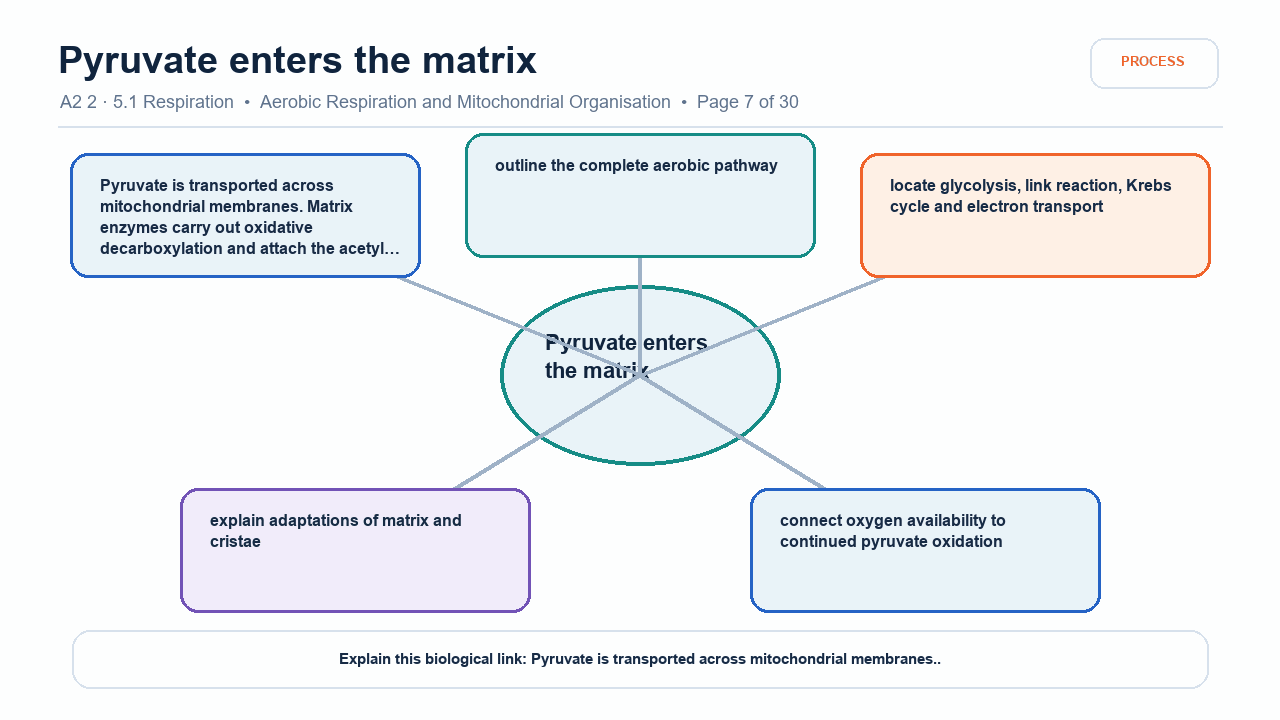 Pyruvate enters the matrix
PROCESS
A2 2 · 5.1 Respiration • Aerobic Respiration and Mitochondrial Organisation • Page 7 of 30
Pyruvate is transported across
mitochondrial membranes. Matrix
enzymes carry out oxidative
decarboxylation and attach the acetyl…
outline the complete aerobic pathway
locate glycolysis, link reaction, Krebs
cycle and electron transport
Pyruvate enters
the matrix
explain adaptations of matrix and
cristae
connect oxygen availability to
continued pyruvate oxidation
Explain this biological link: Pyruvate is transported across mitochondrial membranes..